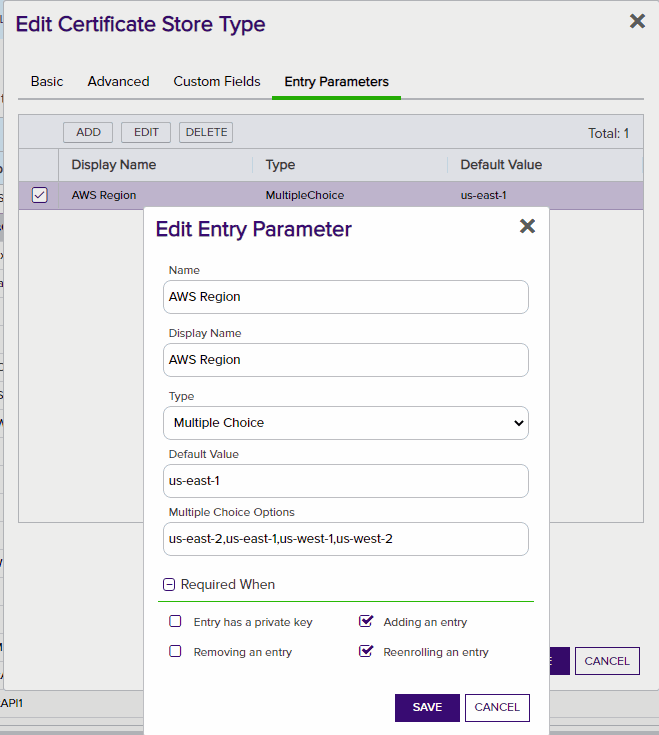 Edit Certificate Store Type
Basic Advanced Custom Fields Entry Parameters
ADD EDIT DELETE Total: 1
Display Name Type Default Value
AWS Region MultipleChoice us-east-1
Edit Entry Parameter
Name
AWS Region
Display Name
AWS Region
Type
Multiple Choice
Default Value
us-east-1
Multiple Choice Options
us-east-2,us-east-1,us-west-1,us-west-2
Required When
Entry has a private key Adding an entry
Removing an entry Reenrolling an entry
CANCEL
SAVE CANCEL
API1